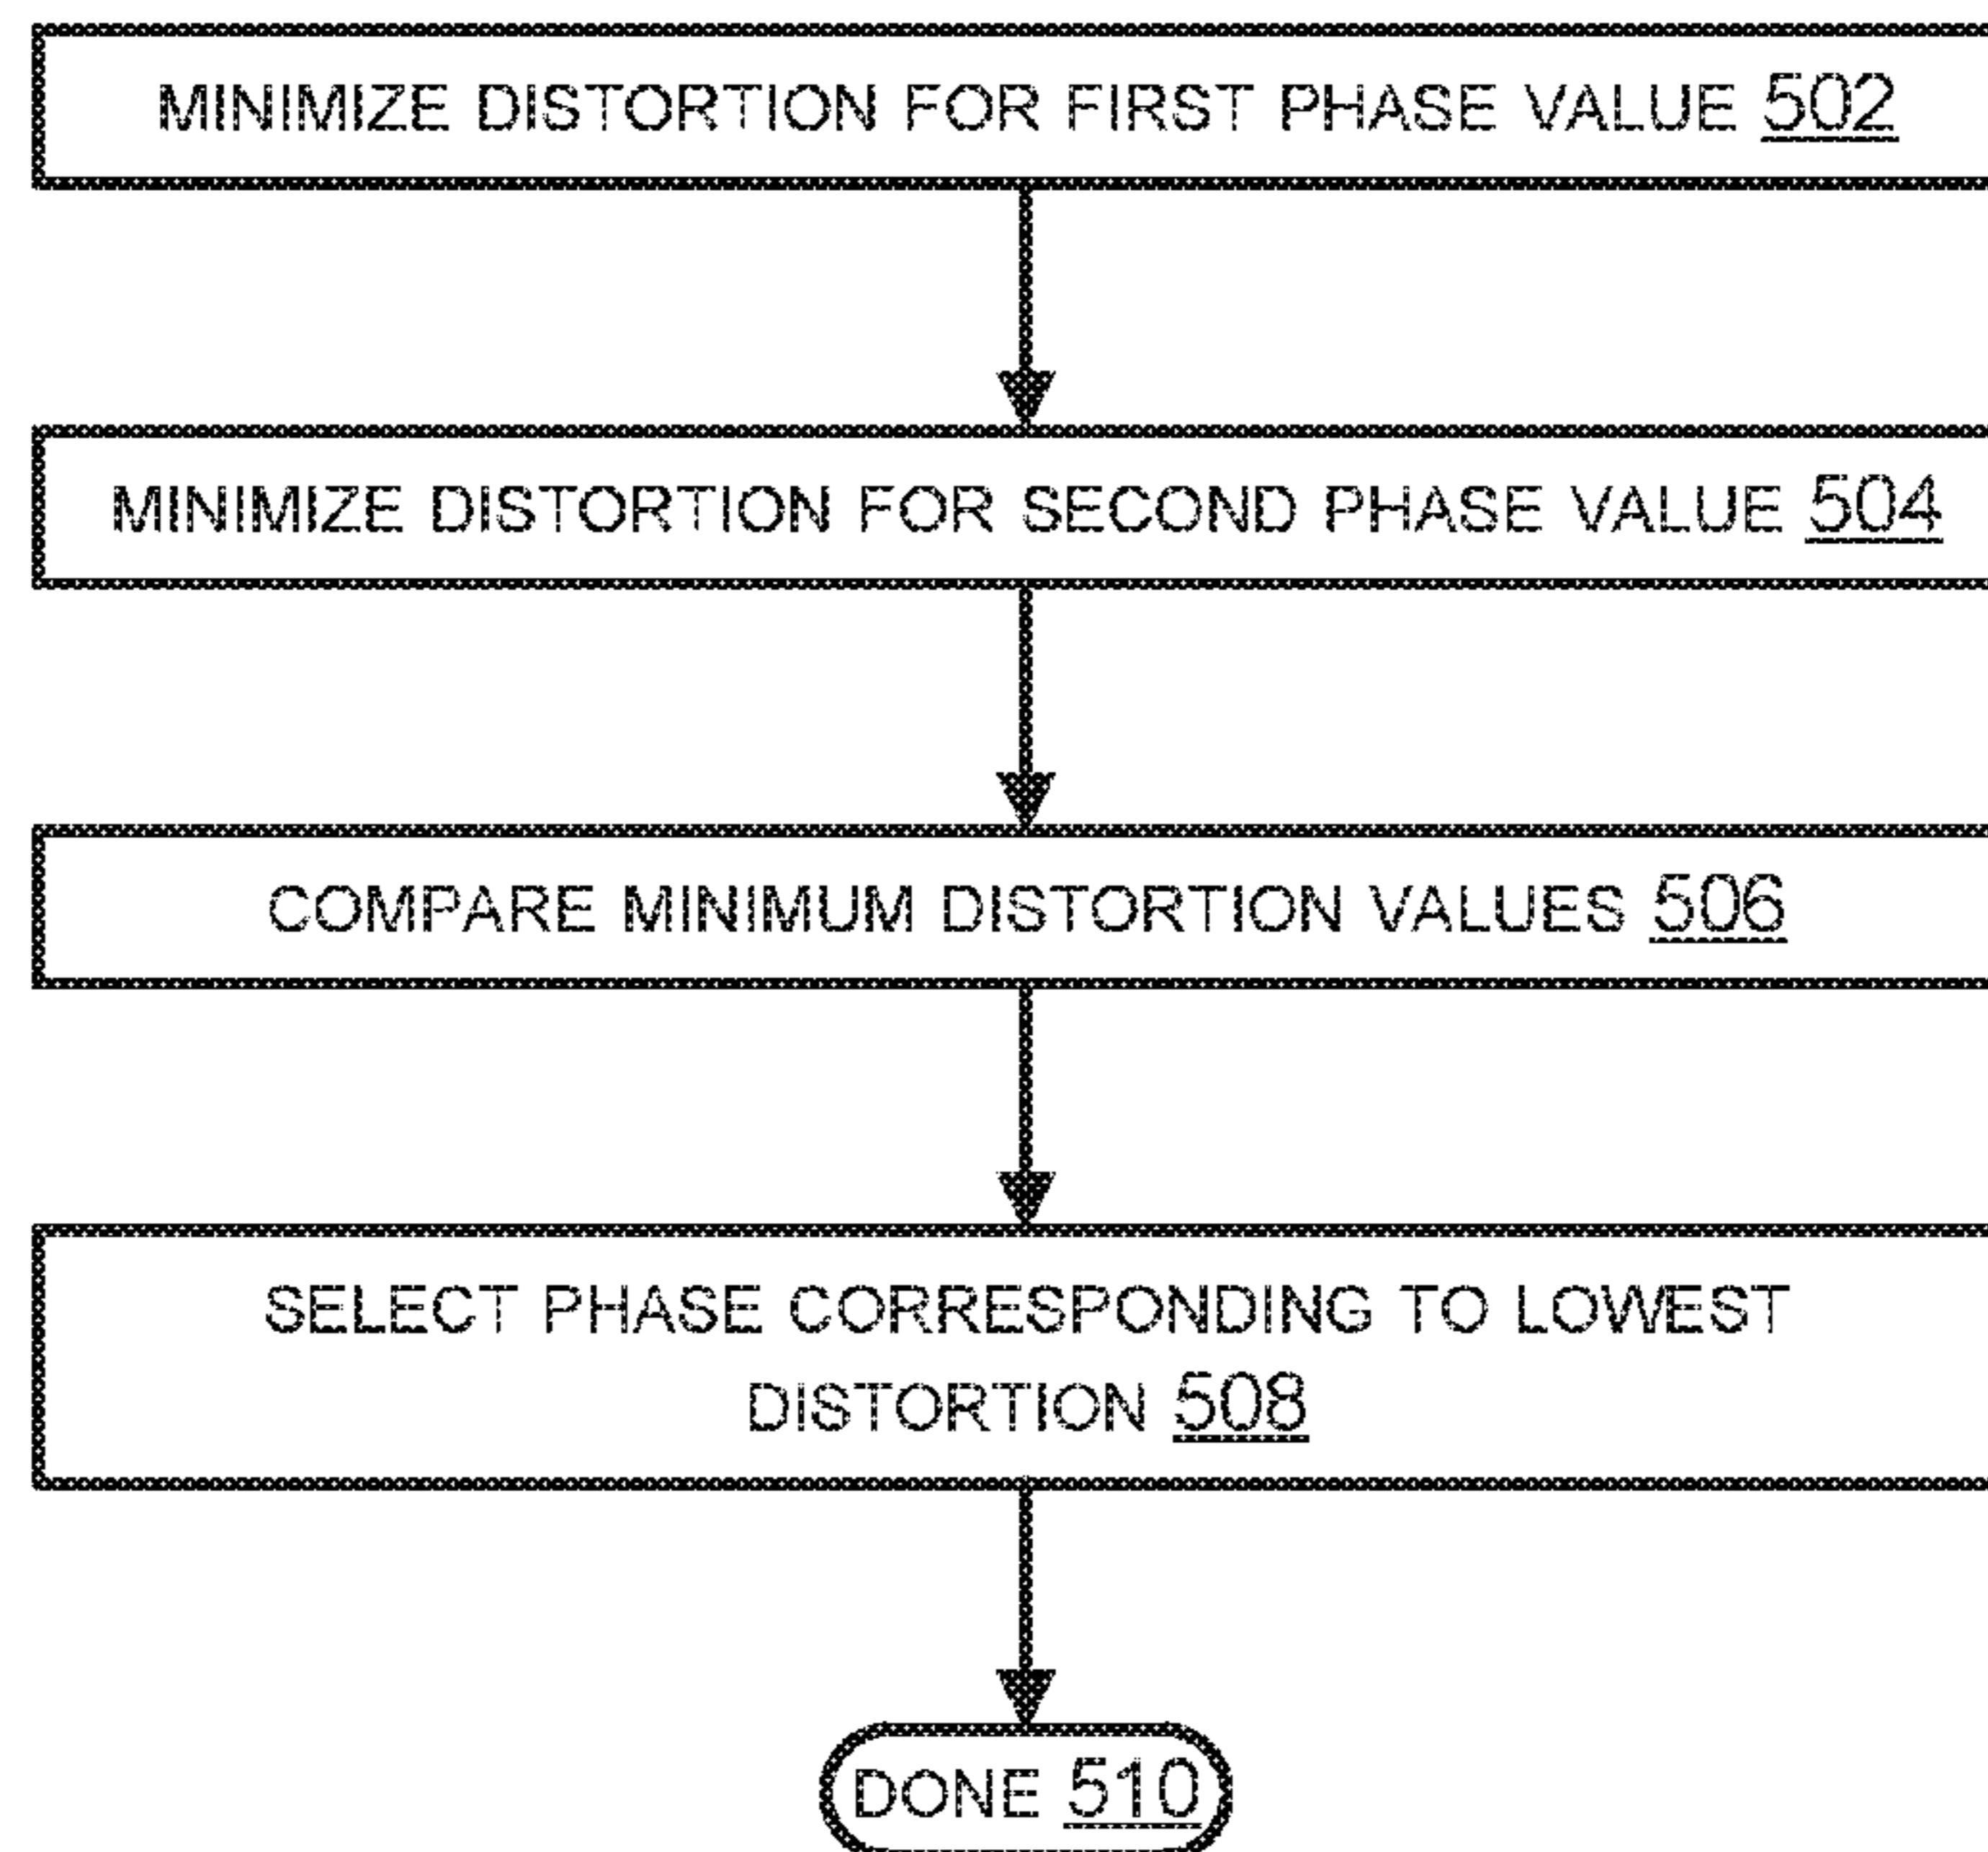 MINIMIZE DISTORTION FOR FIRST PHASE VALUE 502
MINIMIZE DISTORTION FOR SECOND PHASE VALUE 504
COMPARE MINIMUM DISTORTION VALUES 506
SELECT PHASE CORRESPONDING TO LOWEST
DISTORTION 508
DONE 510